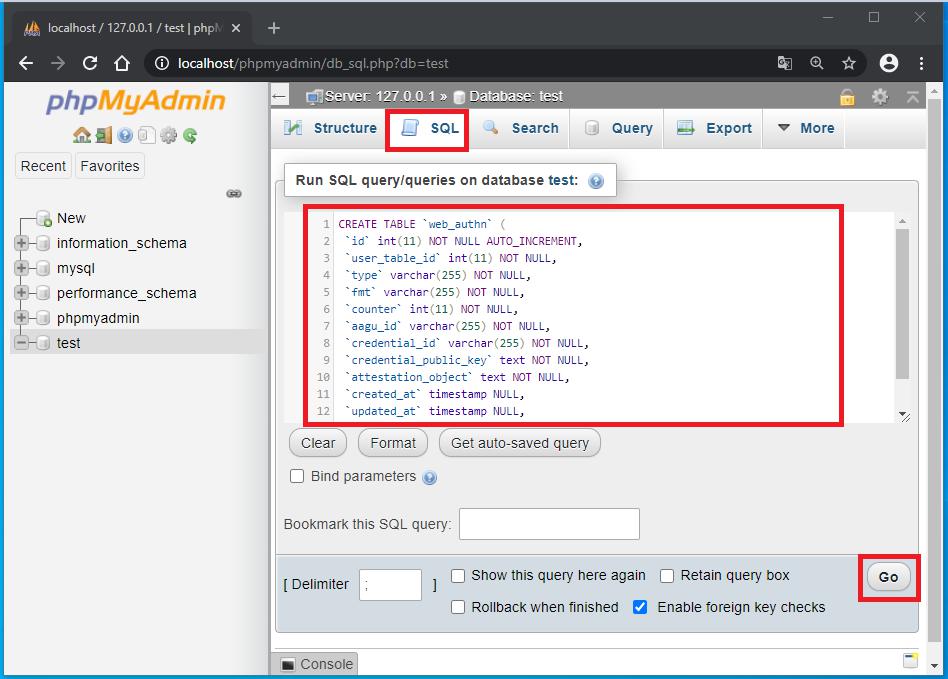 localhost / 127.0.0.1 / test | phpM
localhost/phpmyadmin/db_sql.php?db=test
phpMyAdmin
Recent
Favorites
New
information_schema
mysql
performance_schema
phpmyadmin
test
Server: 127.0.0.1 » Database: test
Structure
SQL
Search
Query
Export
More
Run SQL query/queries on database test:
1 CREATE TABLE `web_authn` (
2 `id` int(11) NOT NULL AUTO_INCREMENT,
3 `user_table_id` int(11) NOT NULL,
4 `type` varchar(255) NOT NULL,
5 `fmt` varchar(255) NOT NULL,
6 `counter` int(11) NOT NULL,
7 `aagu_id` varchar(255) NOT NULL,
8 `credential_id` varchar(255) NOT NULL,
9 `credential_public_key` text NOT NULL,
10 `attestation_object` text NOT NULL,
11 `created_at` timestamp NULL,
12 `updated_at` timestamp NULL,
Clear
Format
Get auto-saved query
Bind parameters
Bookmark this SQL query:
[ Delimiter ; ]
Show this query here again
Retain query box
Rollback when finished
Enable foreign key checks
Go
Console